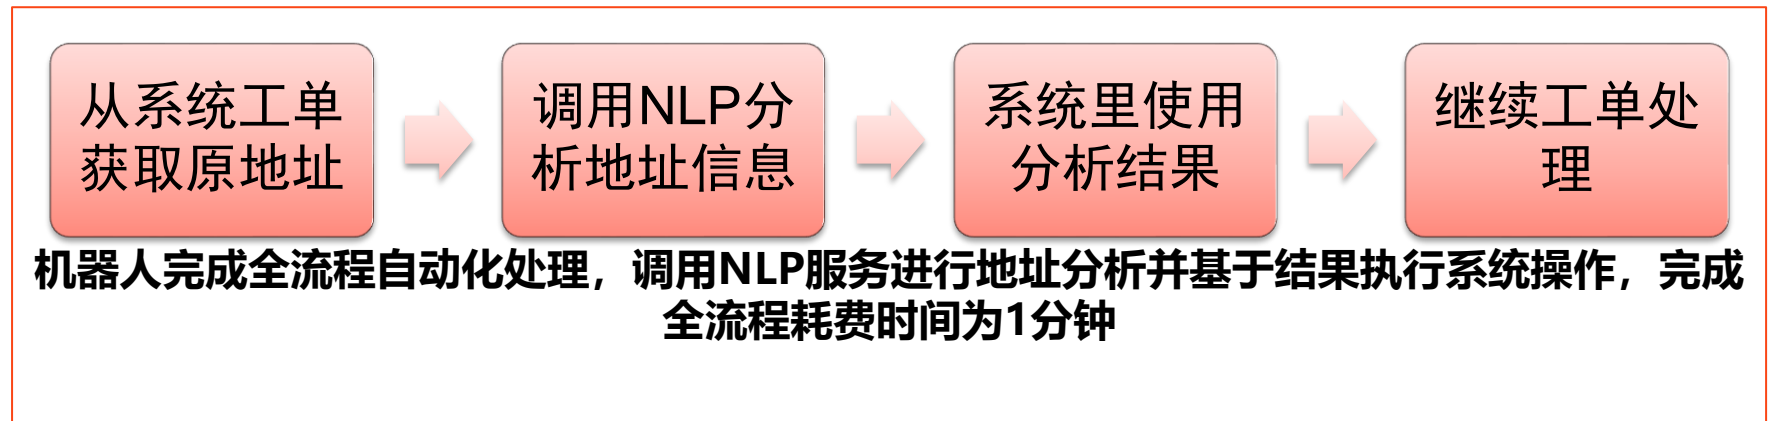 从系统工单
获取原地址
调用NLP分
析地址信息
系统里使用
分析结果
继续工单处
理
机器人完成全流程自动化处理，调用NLP服务进行地址分析并基于结果执行系统操作，完成
全流程耗费时间为1分钟